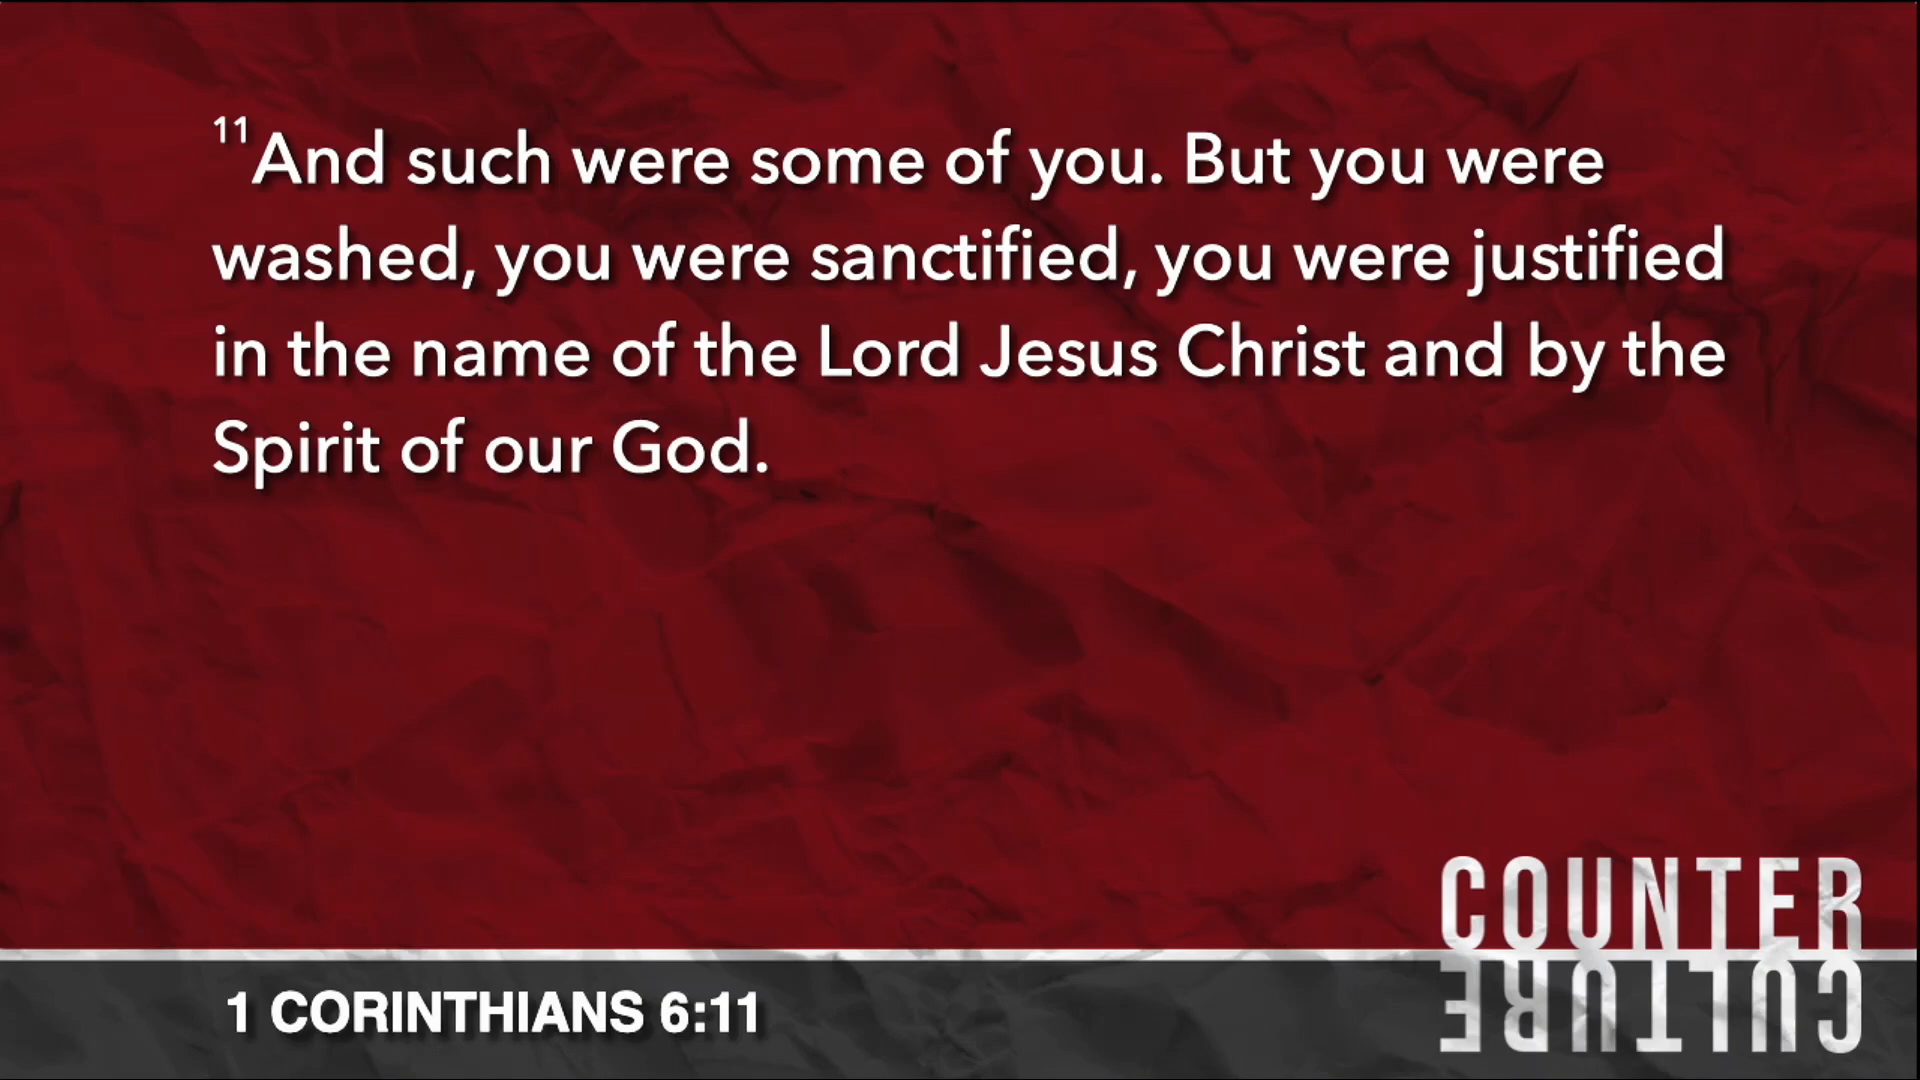 11And such were some of you. But you were
washed, you were sanctified, you were justified
in the name of the Lord Jesus Christ and by the
Spirit of our God.
1 CORINTHIANS 6:11
COUNTER
CULTURE